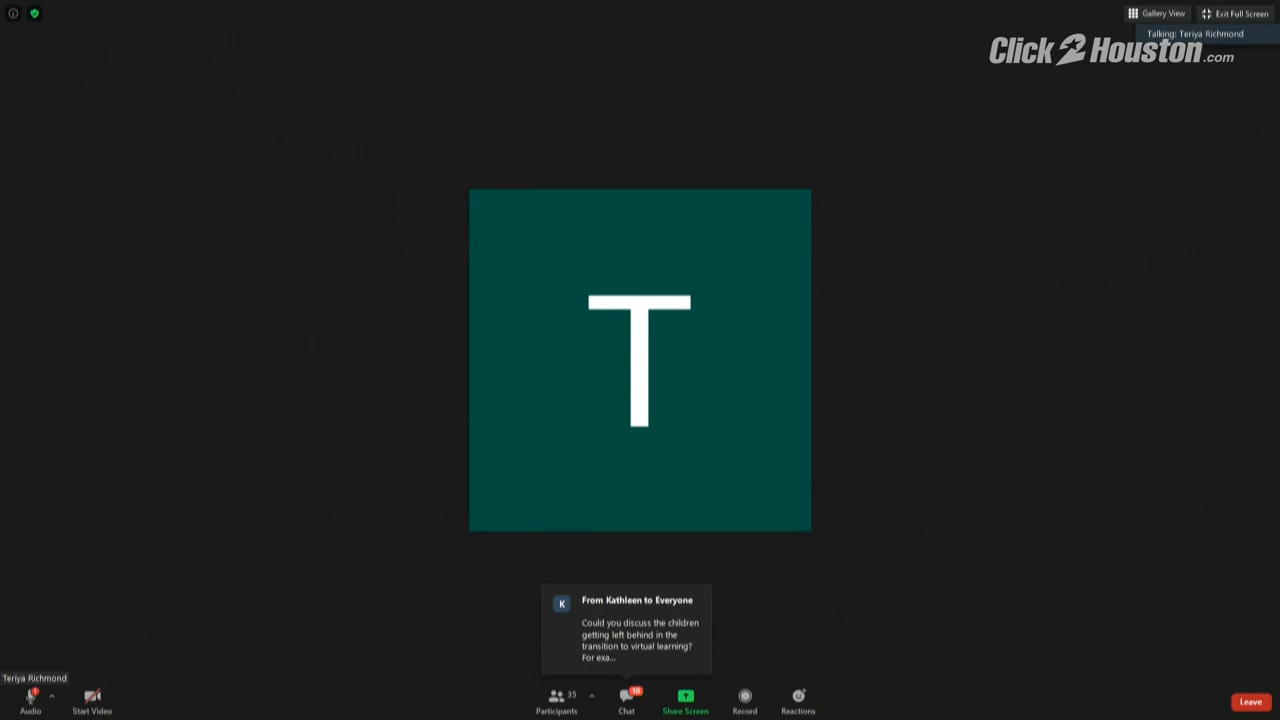 Gallery View
Exit Full Screen
Talking: Teriya Richmond
Click2Houston.com
T
K
From Kathleen to Everyone
Could you discuss the children
getting left behind in the
transition to virtual learning?
For exa...
Teriya Richmond
Audio
Start Video
35
Participants
18
Chat
Share Screen
Record
Reactions
Leave